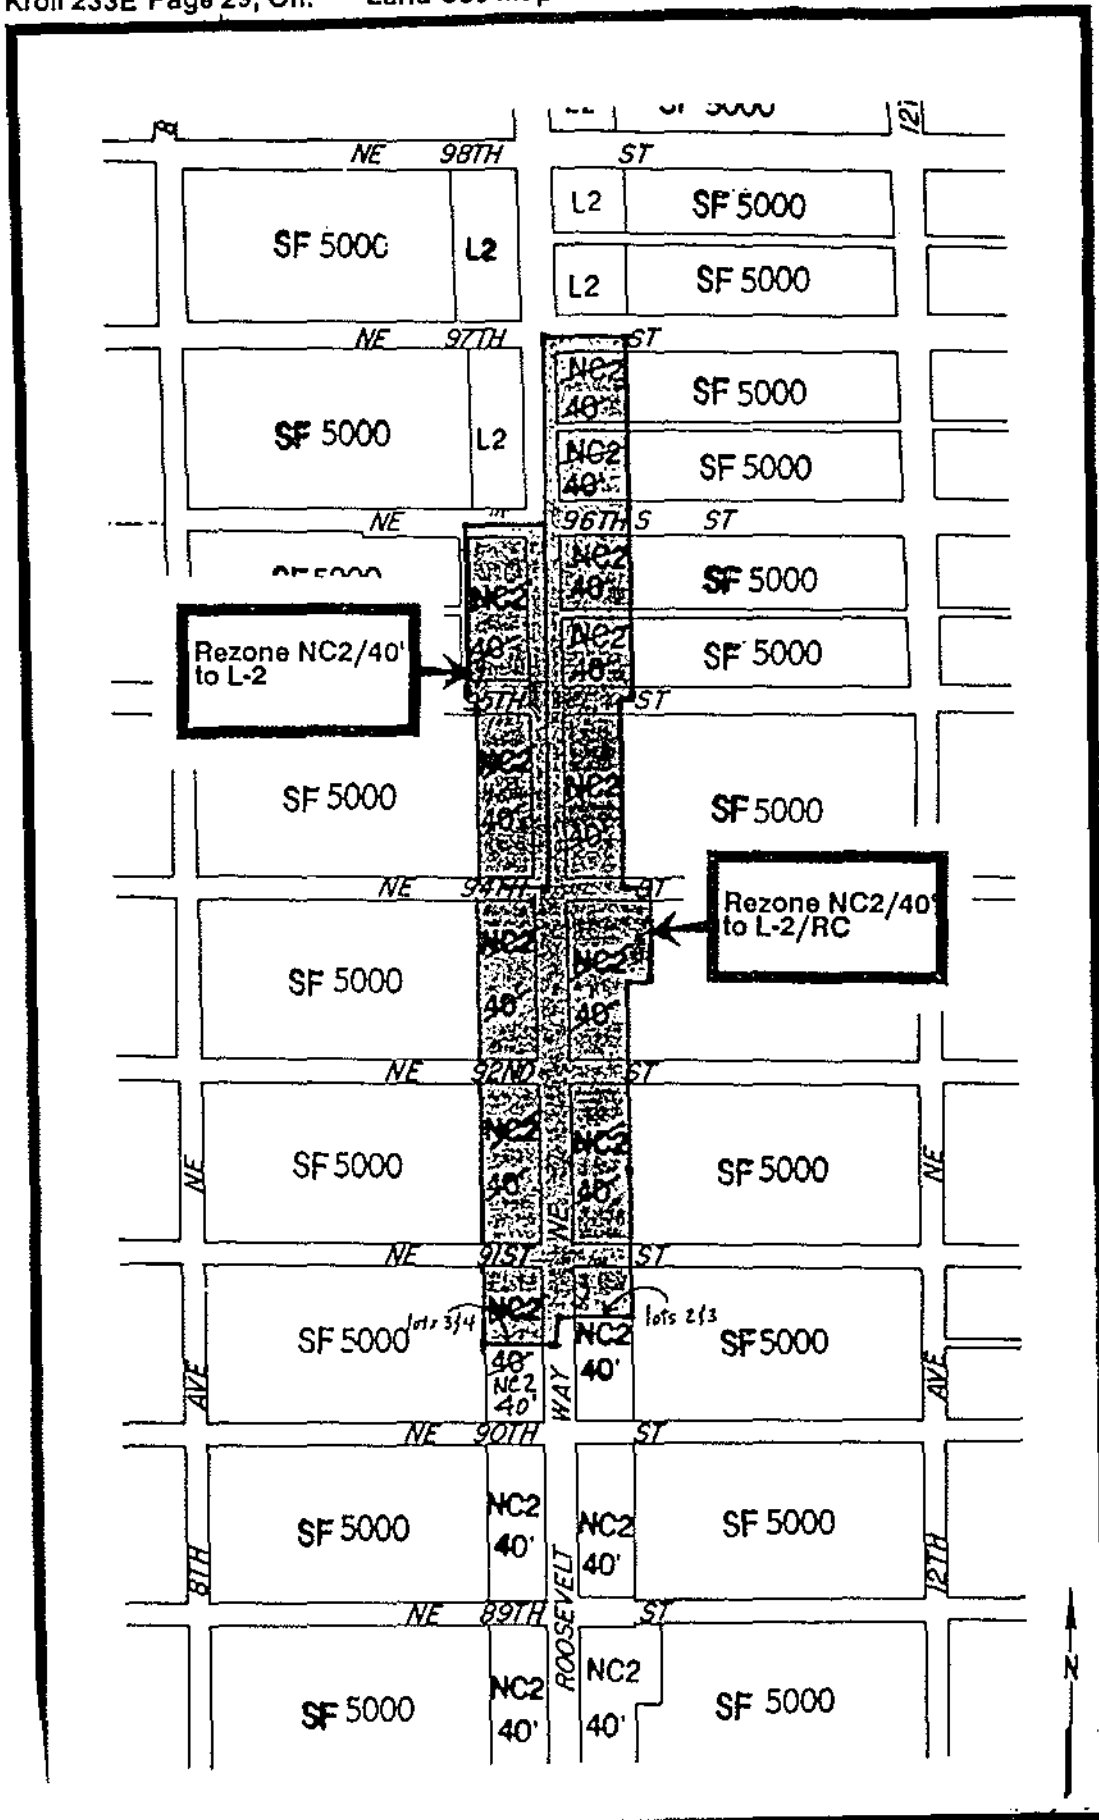 Kroll 233E Page 29, Off.
8
SF 5000
121
NE 98TH ST
SF 5000 L2 L2 SF 5000
L2 SF 5000
NE 97TH ST
NC2 40' SF 5000
SF 5000 L2
NC2 40' SF 5000
NE 96TH S ST
SF 5000
NC2 40'
NC2 40' SF 5000
Rezone NC2/40'
to L-2
NC2 40' SF 5000
95TH ST
SF 5000 NC2 40' NC2 40' SF 5000
NE 94TH ST
Rezone NC2/40'
to L-2/RC
SF 5000 NC2 40' NC2 40'
NE 92ND ST
NE SF 5000 NC2 40' NE NC2 40' SF 5000 NE
NE 91ST ST
lots 3/4 lots 2/3
AVE SF 5000 NC2 40' WAY NC2 40' SF 5000 AVE
NC2
40'
NE 90TH ST
8TH SF 5000 NC2 40' ROOSEVELT NC2 40' SF 5000 12TH
NE 89TH ST
SF 5000 NC2 40' NC2 40' SF 5000
N